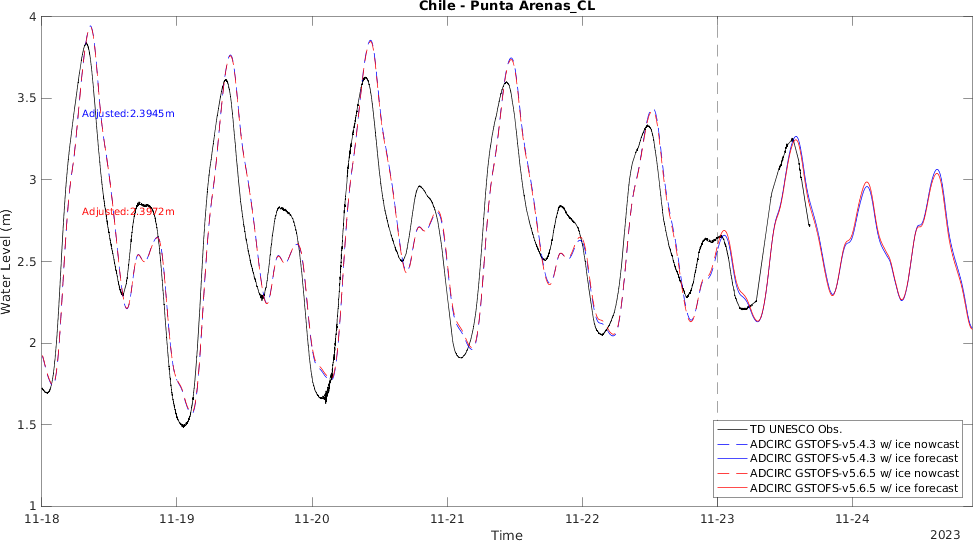 Chile - Punta Arenas_CL
4
3.5
3
2.5
2
1.5
1
Water Level (m)
Adjusted:2.3945m
Adjusted:2.3972m
TD UNESCO Obs.
ADCIRC GSTOFS-v5.4.3 w/ ice nowcast
ADCIRC GSTOFS-v5.4.3 w/ ice forecast
ADCIRC GSTOFS-v5.6.5 w/ ice nowcast
ADCIRC GSTOFS-v5.6.5 w/ ice forecast
11-18 11-19 11-20 11-21 11-22 11-23 11-24
Time
2023